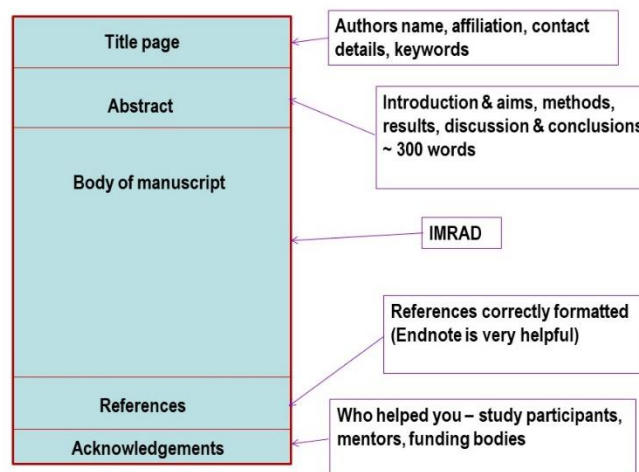 Title page
Authors name, affiliation, contact
details, keywords
Abstract
Introduction & aims, methods,
results, discussion & conclusions
~ 300 words
Body of manuscript
IMRAD
References correctly formatted
(Endnote is very helpful)
References
Who helped you – study participants,
mentors, funding bodies
Acknowledgements